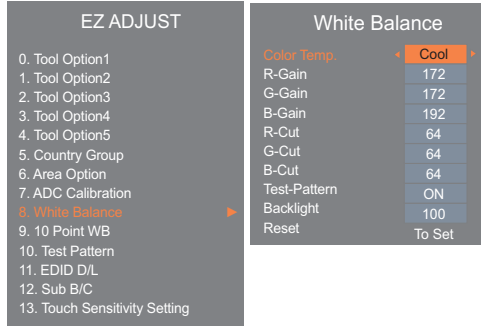 EZ ADJUST
0. Tool Option1
1. Tool Option2
2. Tool Option3
3. Tool Option4
4. Tool Option5
5. Country Group
6. Area Option
7. ADC Calibration
8. White Balance
9. 10 Point WB
10. Test Pattern
11. EDID D/L
12. Sub B/C
13. Touch Sensitivity Setting
White Balance
Color Temp. Cool
R-Gain 172
G-Gain 172
B-Gain 192
R-Cut 64
G-Cut 64
B-Cut 64
Test-Pattern ON
Backlight 100
Reset To Set